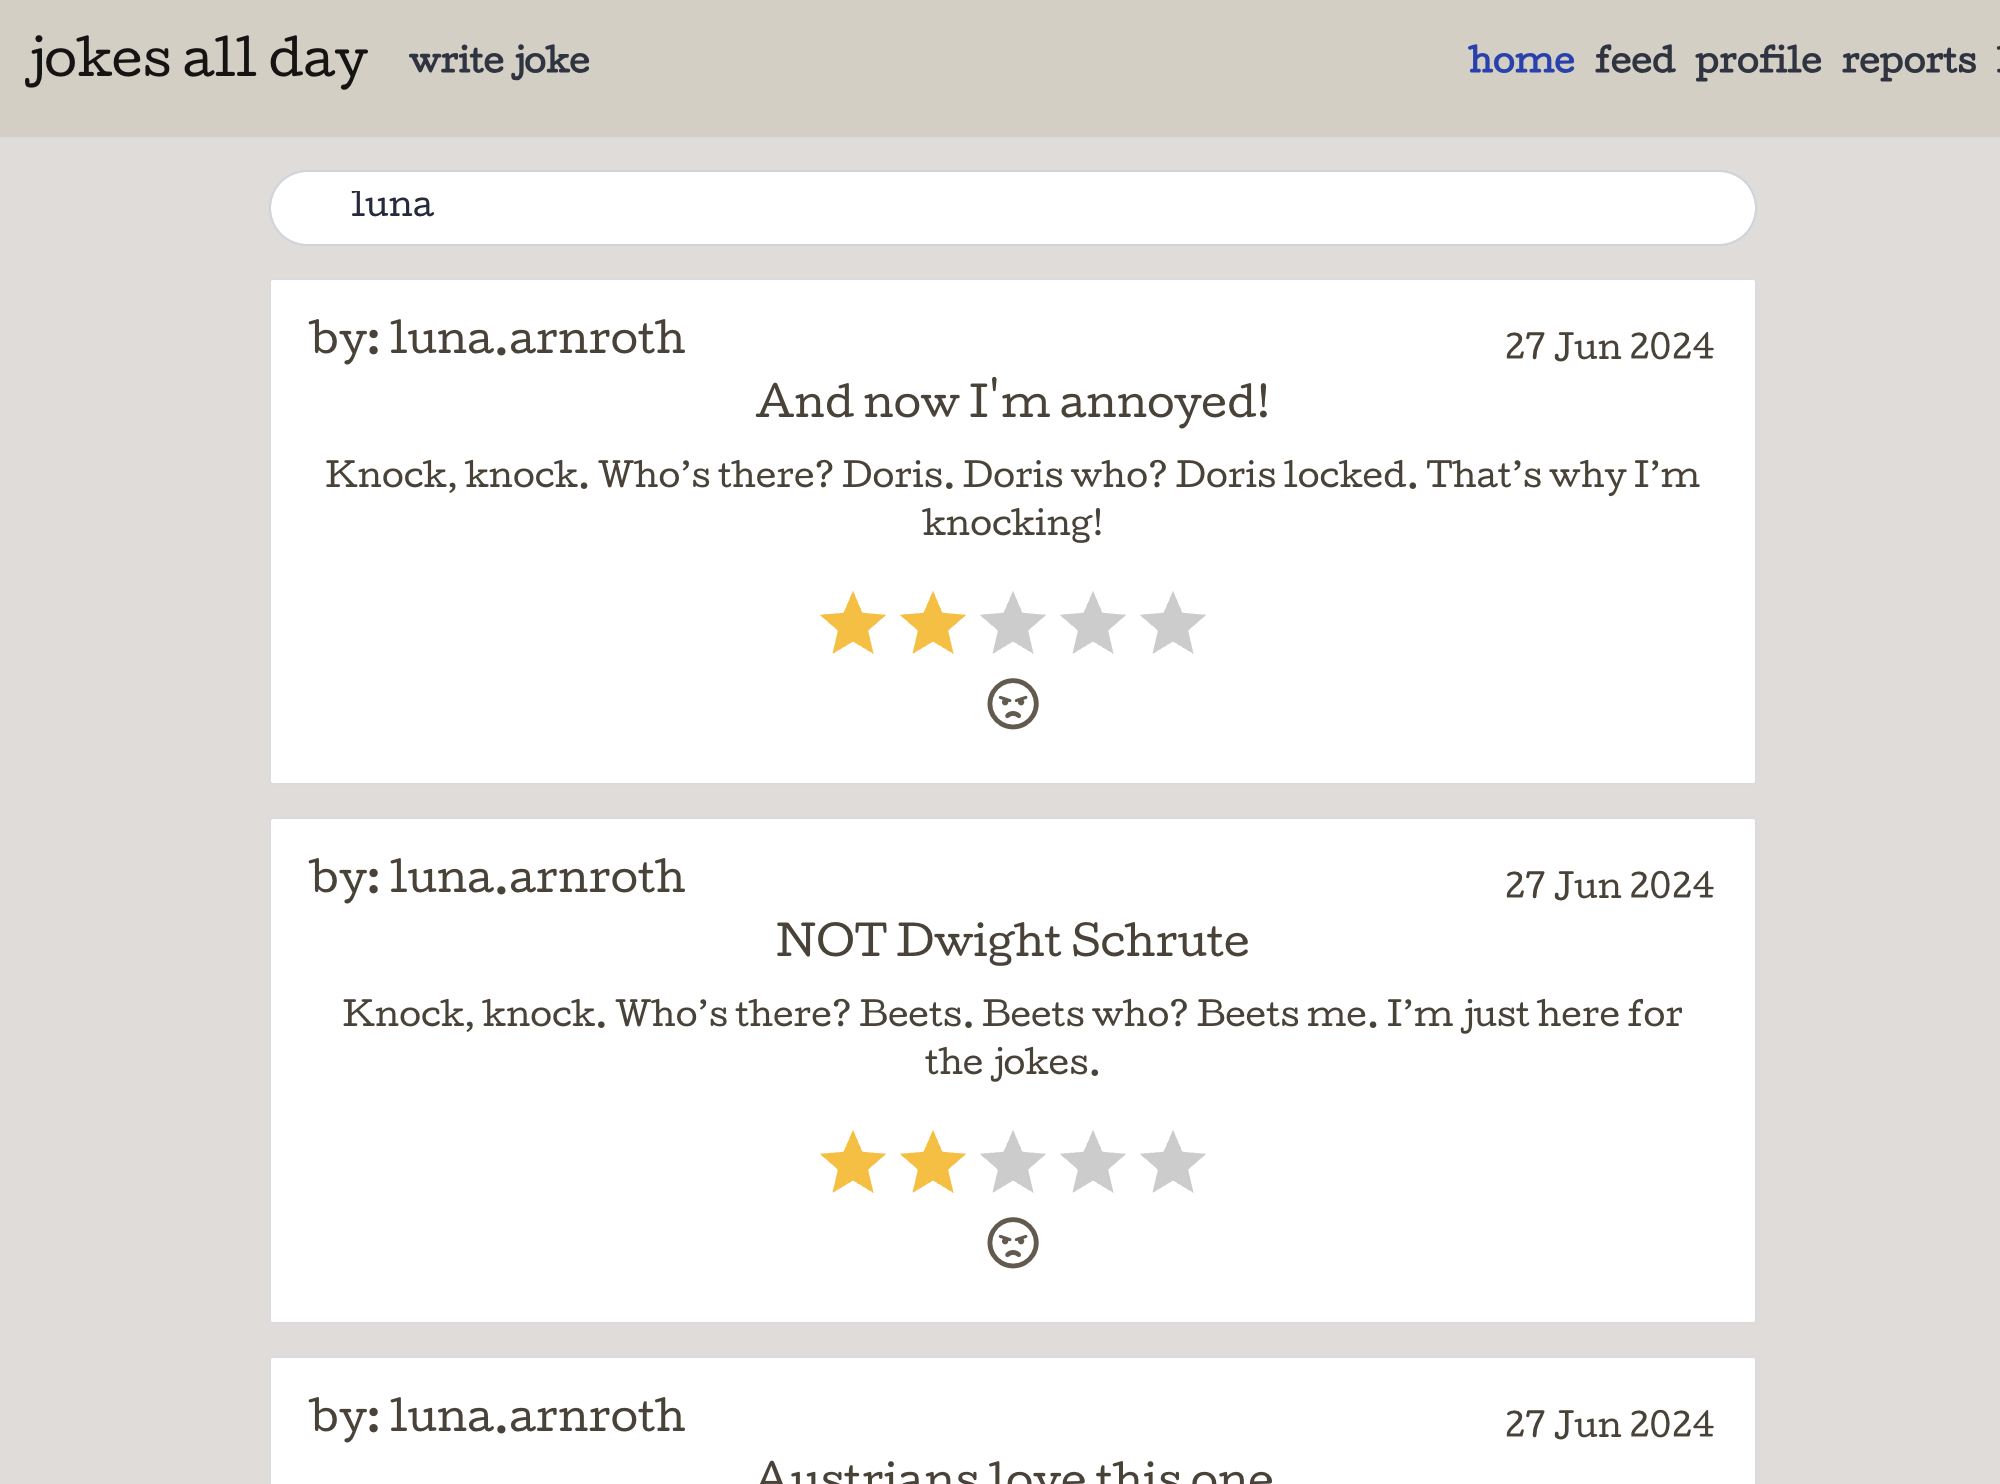 jokes all day write joke home feed profile reports
luna
by: luna.arnroth 27 Jun 2024
And now I'm annoyed!
Knock, knock. Who’s there? Doris. Doris who? Doris locked. That’s why I’m
knocking!
by: luna.arnroth 27 Jun 2024
NOT Dwight Schrute
Knock, knock. Who’s there? Beets. Beets who? Beets me. I’m just here for
the jokes.
by: luna.arnroth 27 Jun 2024
Austrians love this one